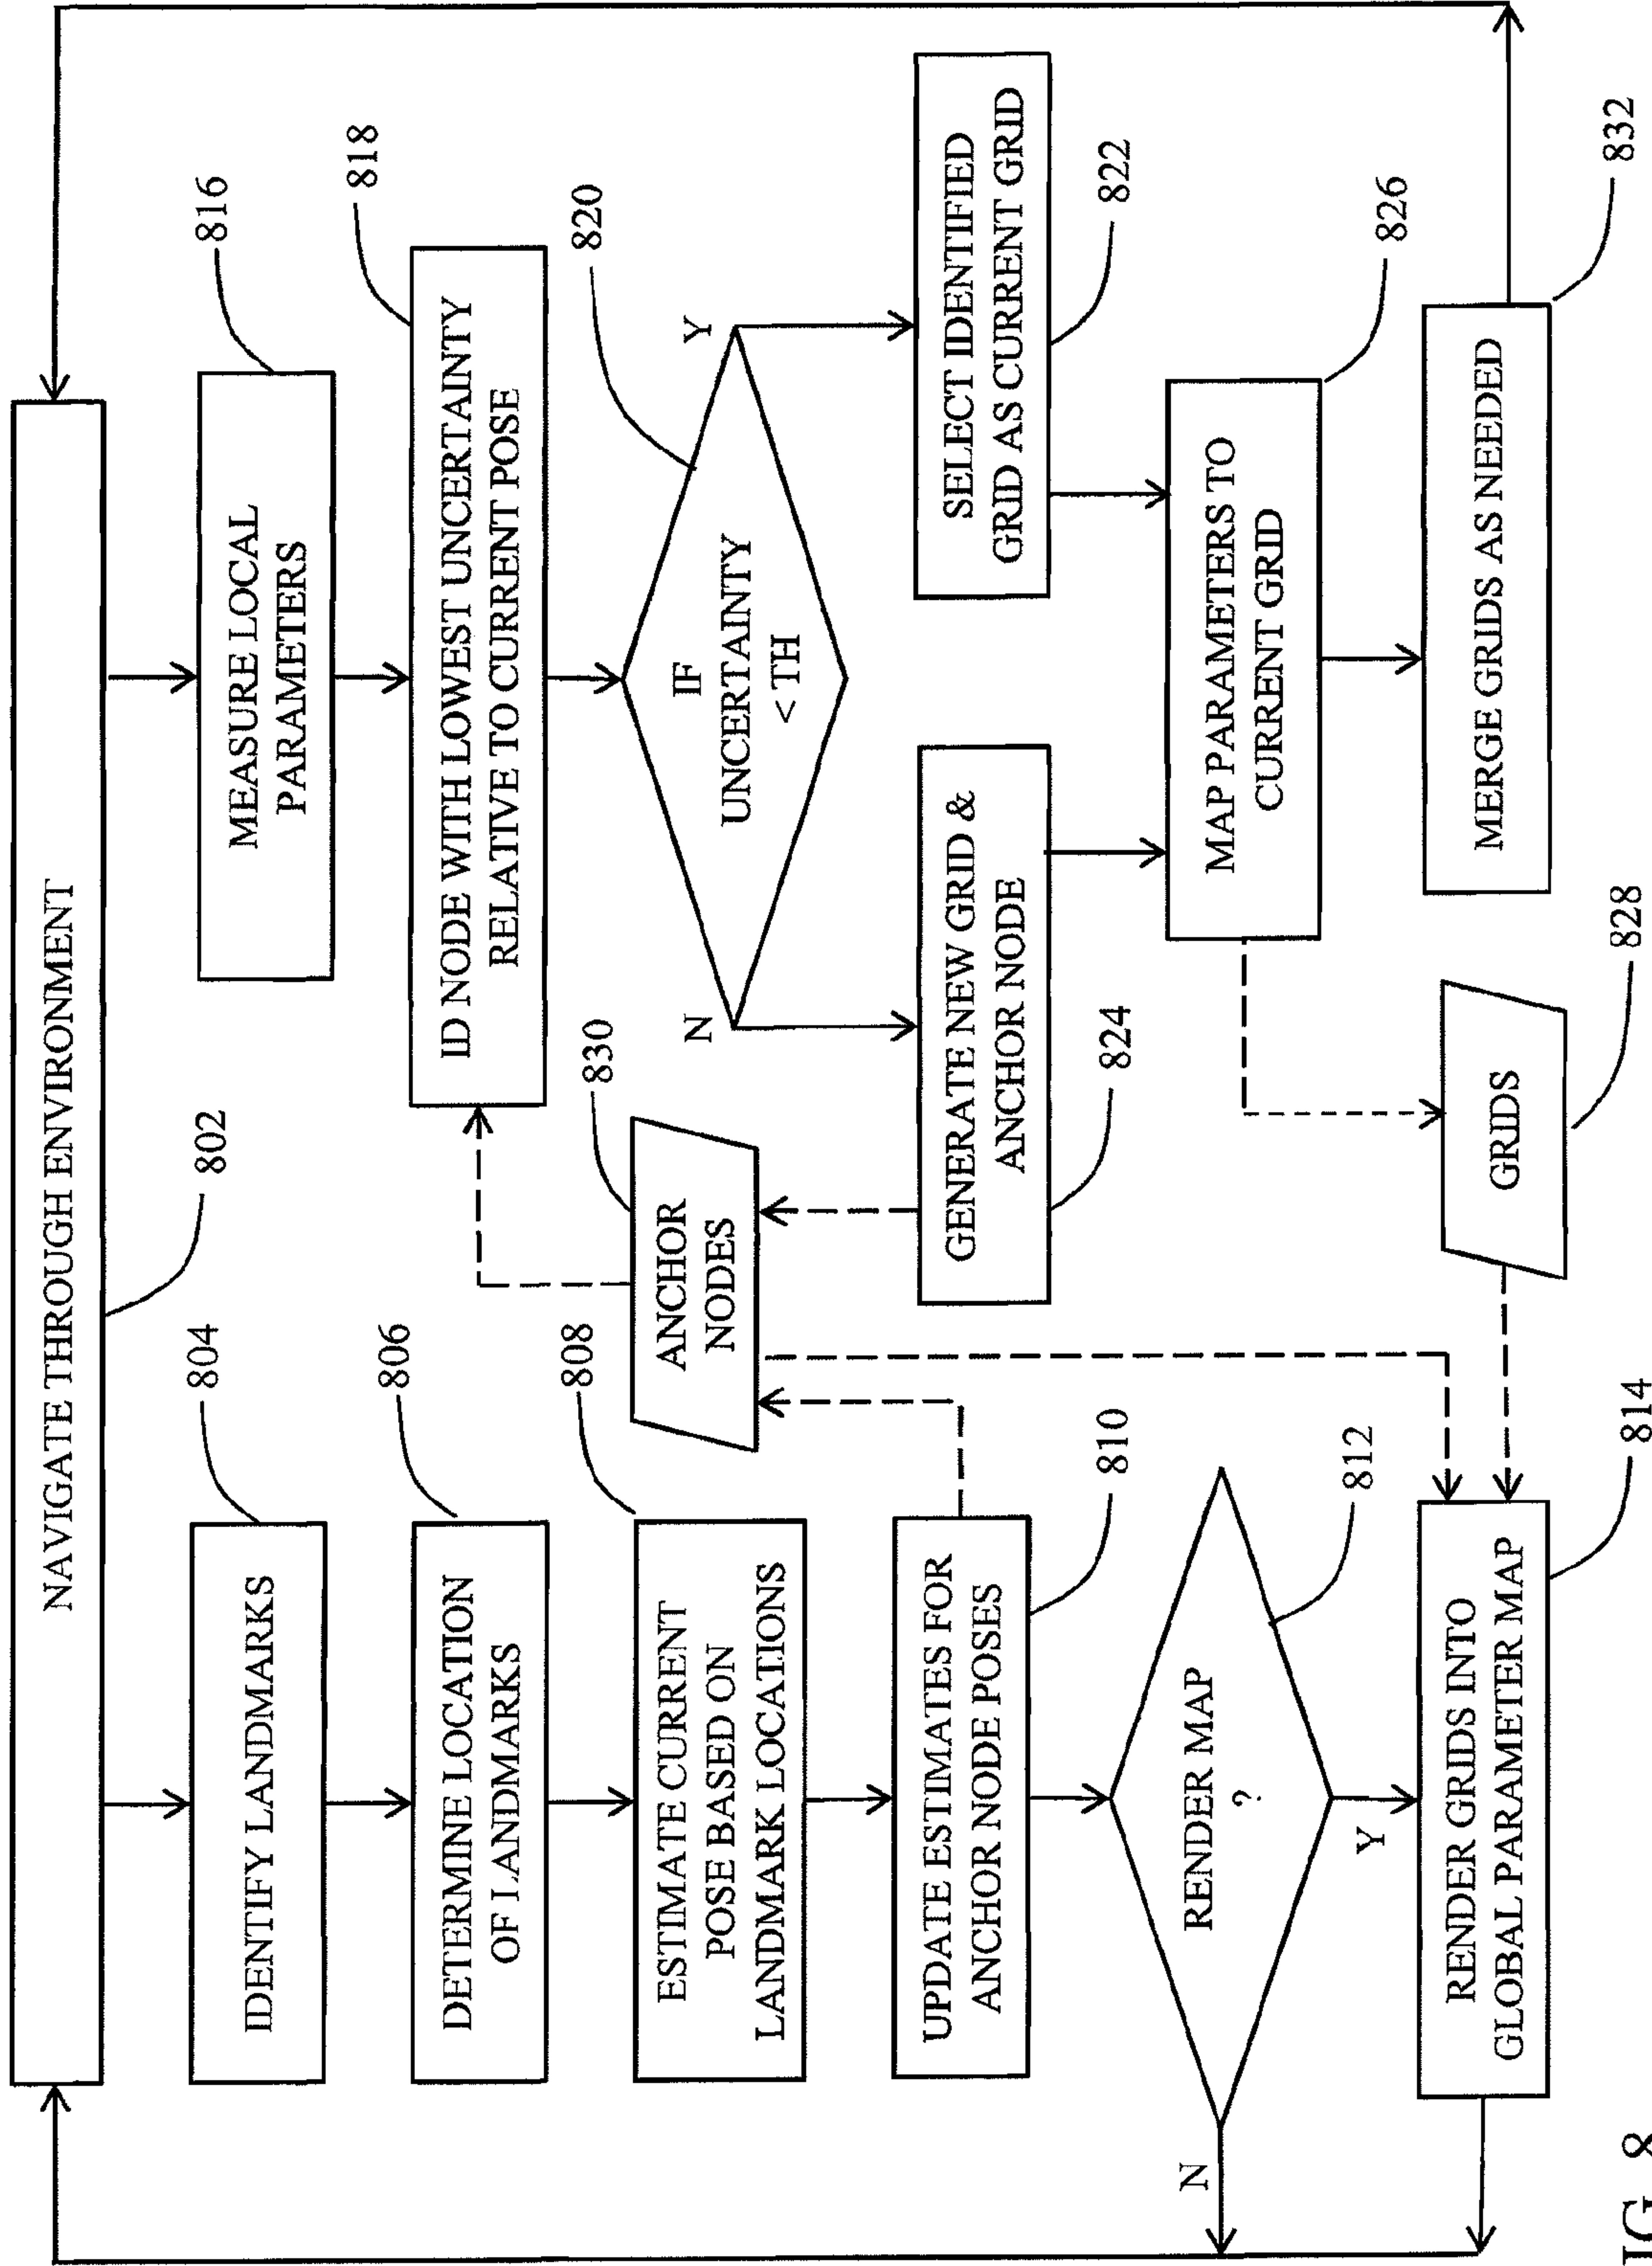 NAVIGATE THROUGH ENVIRONMENT
802
IDENTIFY LANDMARKS
804
DETERMINE LOCATION
OF LANDMARKS
806
ESTIMATE CURRENT
POSE BASED ON
LANDMARK LOCATIONS
808
UPDATE ESTIMATES FOR
ANCHOR NODE POSES
810
RENDER MAP
?
812
N
Y
RENDER GRIDS INTO
GLOBAL PARAMETER MAP
814
ANCHOR
NODES
830
MEASURE LOCAL
PARAMETERS
816
ID NODE WITH LOWEST UNCERTAINTY
RELATIVE TO CURRENT POSE
818
IF
UNCERTAINTY
< TH
820
N
Y
GENERATE NEW GRID &
ANCHOR NODE
824
SELECT IDENTIFIED
GRID AS CURRENT GRID
822
MAP PARAMETERS TO
CURRENT GRID
826
GRIDS
828
MERGE GRIDS AS NEEDED
832
IG. 8